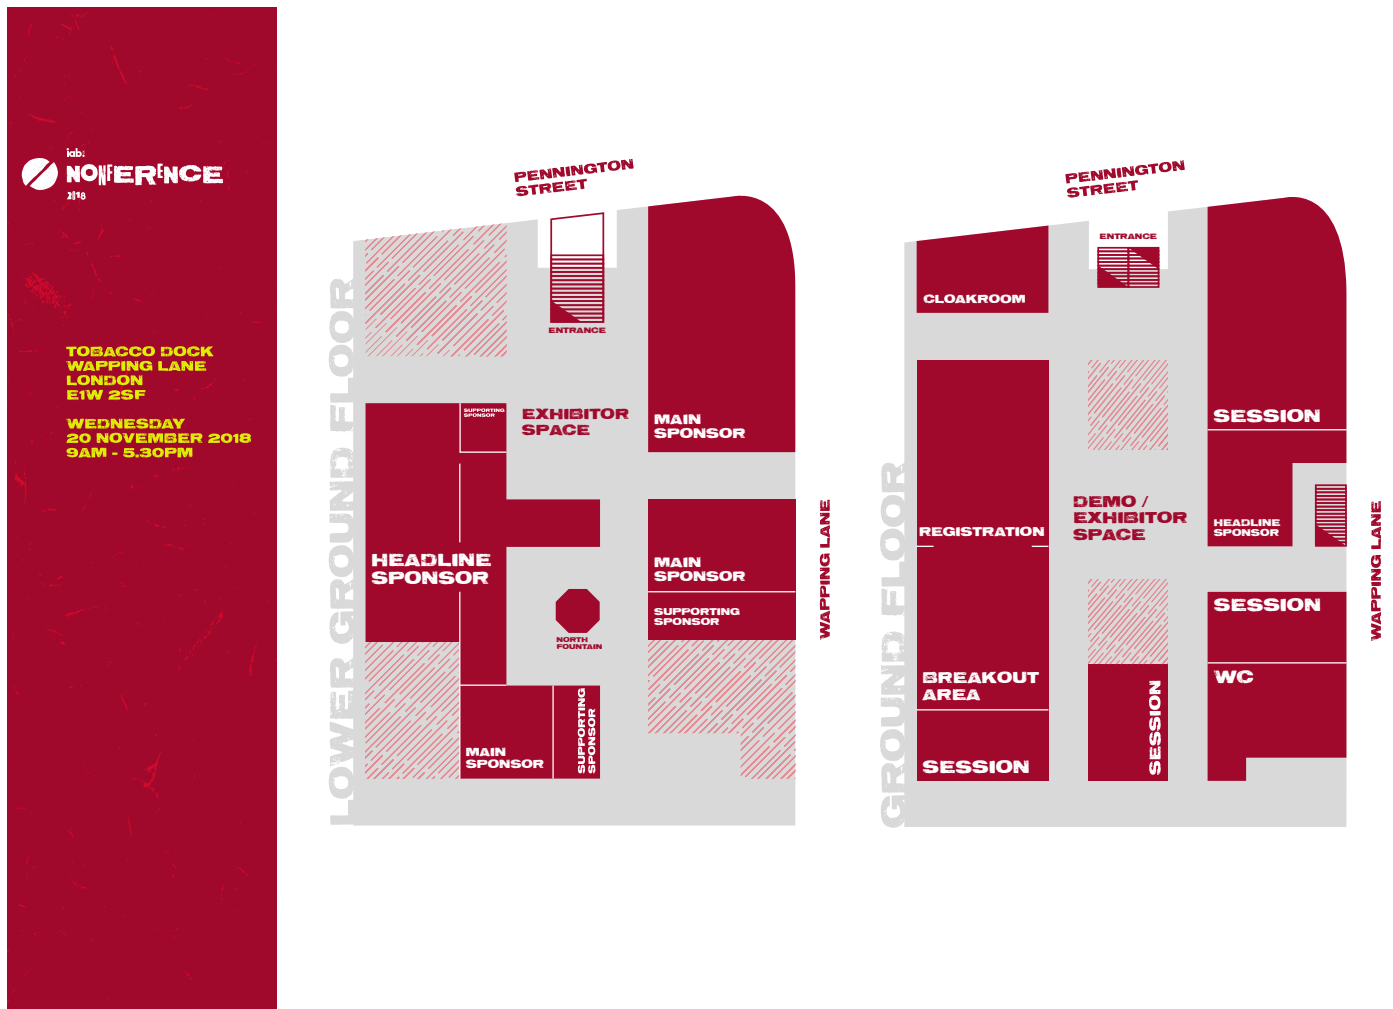 iab:
NONFERENCE
2018
TOBACCO DOCK
WAPPING LANE
LONDON
E1W 2SF
WEDNESDAY
20 NOVEMBER 2018
9AM - 5.30PM
LOWER GROUND FLOOR
PENNINGTON
STREET
ENTRANCE
SUPPORTING
SPONSOR
EXHIBITOR
SPACE
MAIN
SPONSOR
HEADLINE
SPONSOR
MAIN
SPONSOR
SUPPORTING
SPONSOR
NORTH
FOUNTAIN
MAIN
SPONSOR
SUPPORTING
SPONSOR
WAPPING LANE
GROUND FLOOR
PENNINGTON
STREET
ENTRANCE
CLOAKROOM
SESSION
REGISTRATION
DEMO /
EXHIBITOR
SPACE
HEADLINE
SPONSOR
SESSION
BREAKOUT
AREA
WC
SESSION
SESSION
WAPPING LANE